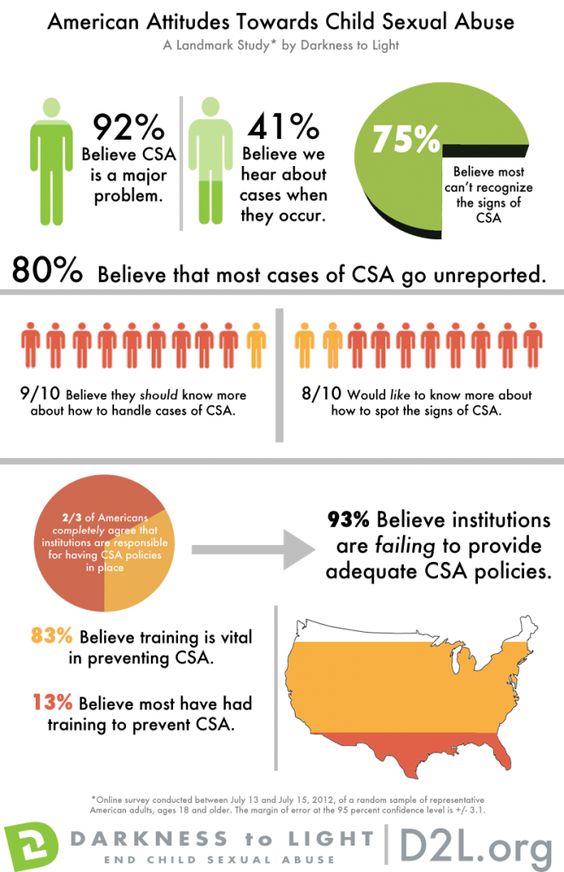 American Attitudes Towards Child Sexual Abuse
A Landmark Study* by Darkness to Light
92%
Believe CSA
is a major
problem.
41%
Believe we
hear about
cases when
they occur.
75%
Believe most
can't recognize
the signs of
CSA
80% Believe that most cases of CSA go unreported.
9/10 Believe they should know more
about how to handle cases of CSA.
8/10 Would like to know more about
how to spot the signs of CSA.
2/3 of Americans
completely agree that
institutions are responsible
for having CSA policies
in place
93% Believe institutions
are failing to provide
adequate CSA policies.
83% Believe training is vital
in preventing CSA.
13% Believe most have had
training to prevent CSA.
*Online survey conducted between July 13 and July 15, 2012, of a random sample of representative
American adults, ages 18 and older. The margin of error at the 95 percent confidence level is +/- 3.1.
DARKNESS to LIGHT
END CHILD SEXUAL ABUSE
D2L.org